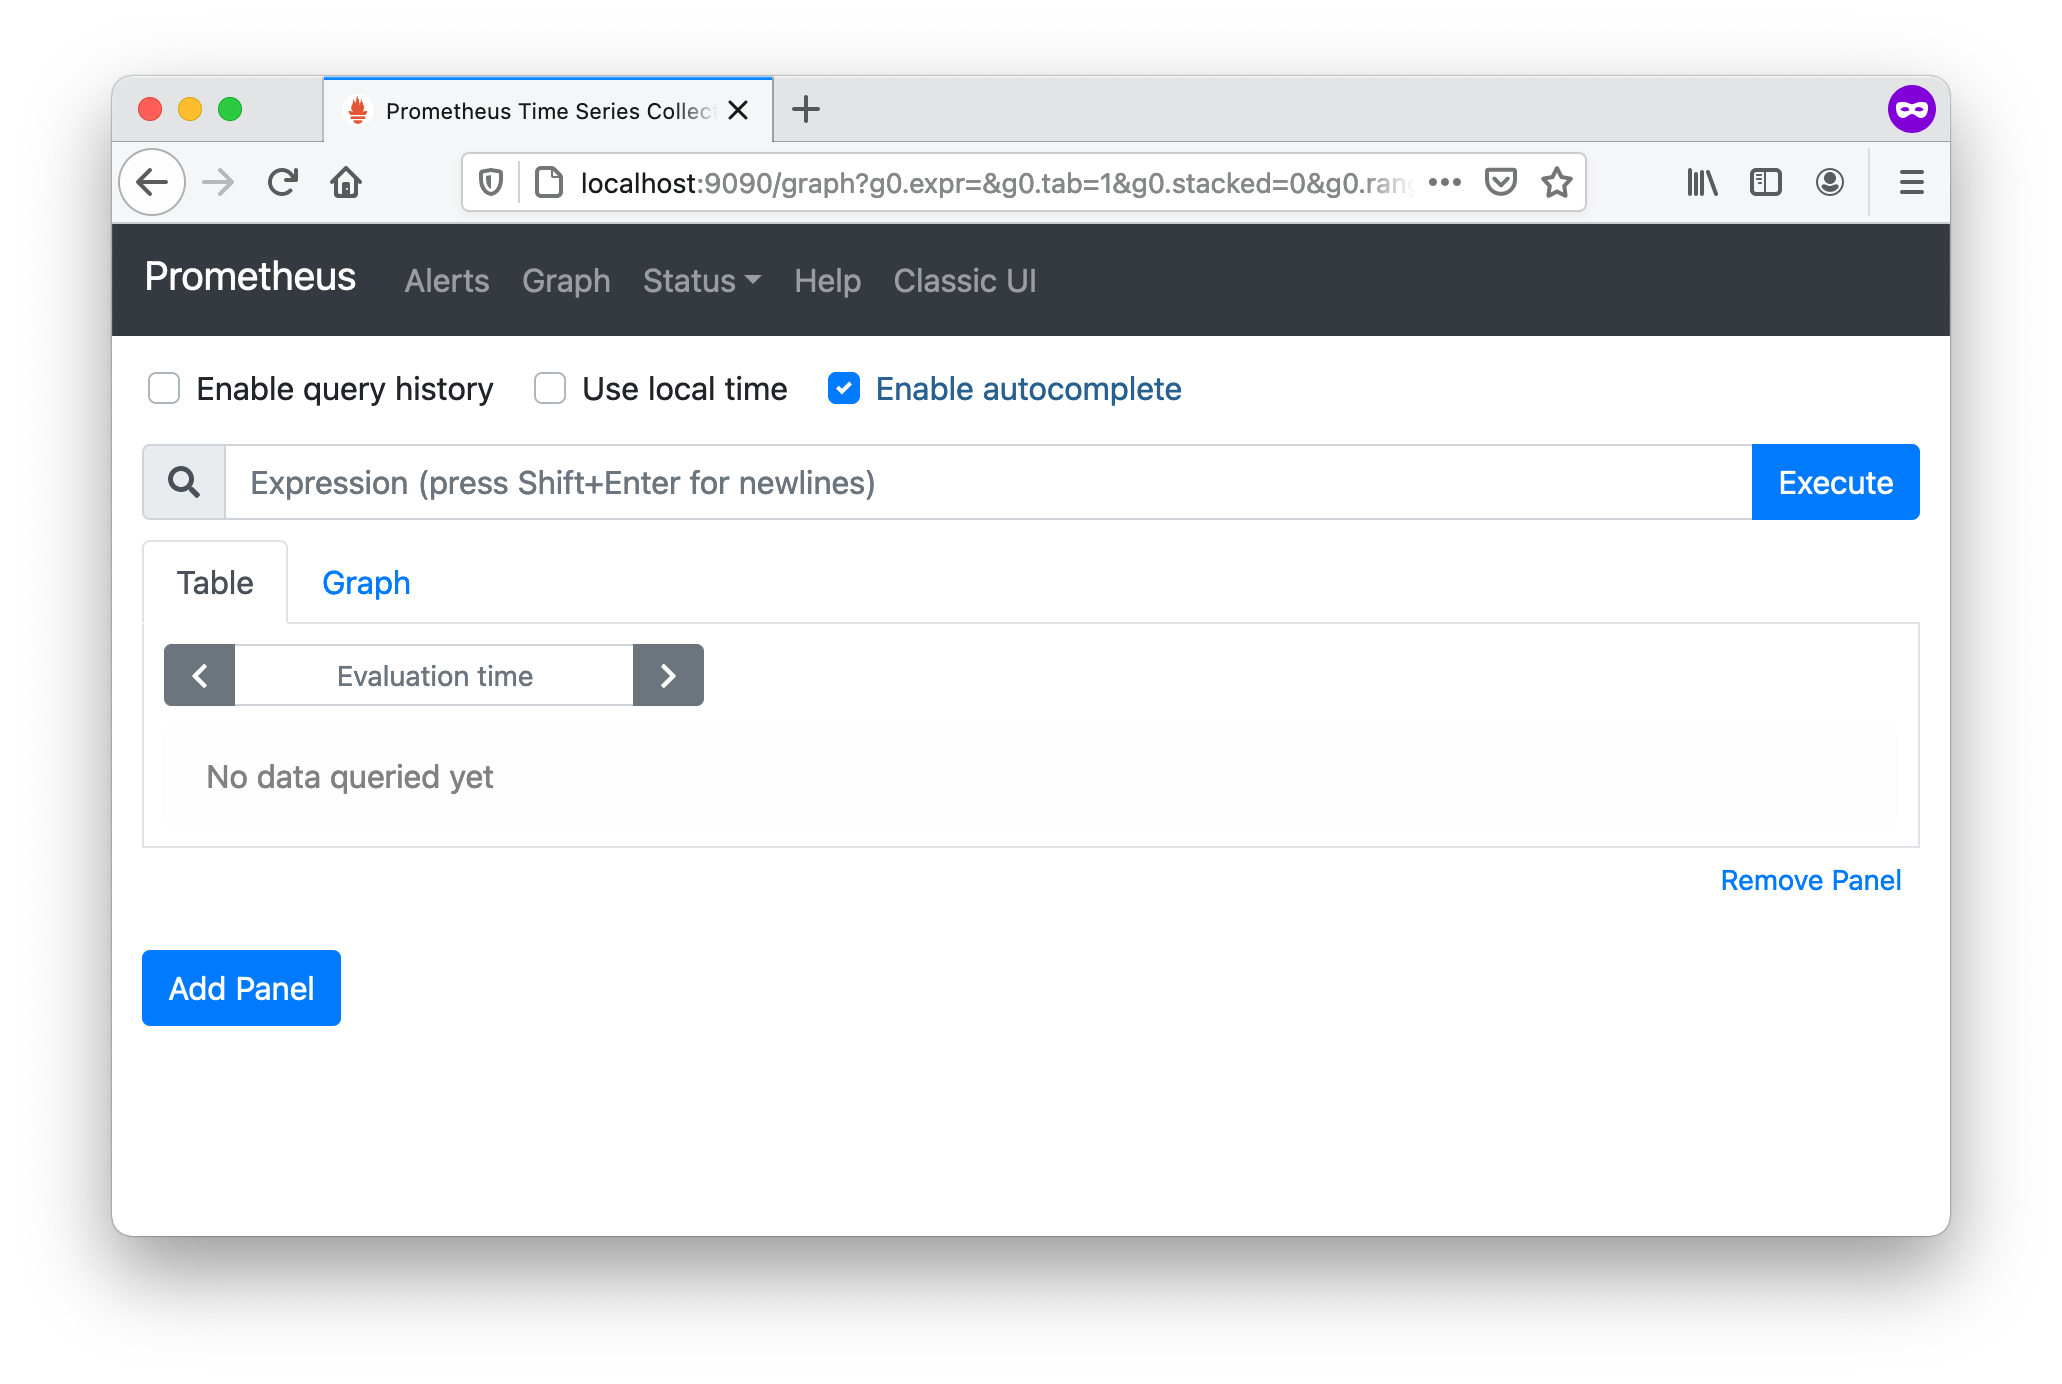 Prometheus Time Series Collec
localhost:9090/graph?g0.expr=&g0.tab=1&g0.stacked=0&g0.ran
Prometheus Alerts Graph Status Help Classic UI
Enable query history Use local time Enable autocomplete
Expression (press Shift+Enter for newlines) Execute
Table Graph
Evaluation time
No data queried yet
Remove Panel
Add Panel